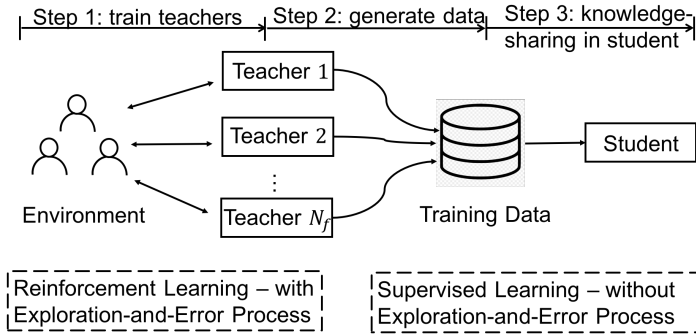 Step 1: train teachers
Step 2: generate data
Step 3: knowledge-
sharing in student
Teacher 1
Teacher 2
⋮
Teacher N_f
Environment
Training Data
Student
Reinforcement Learning – with
Exploration-and-Error Process
Supervised Learning – without
Exploration-and-Error Process